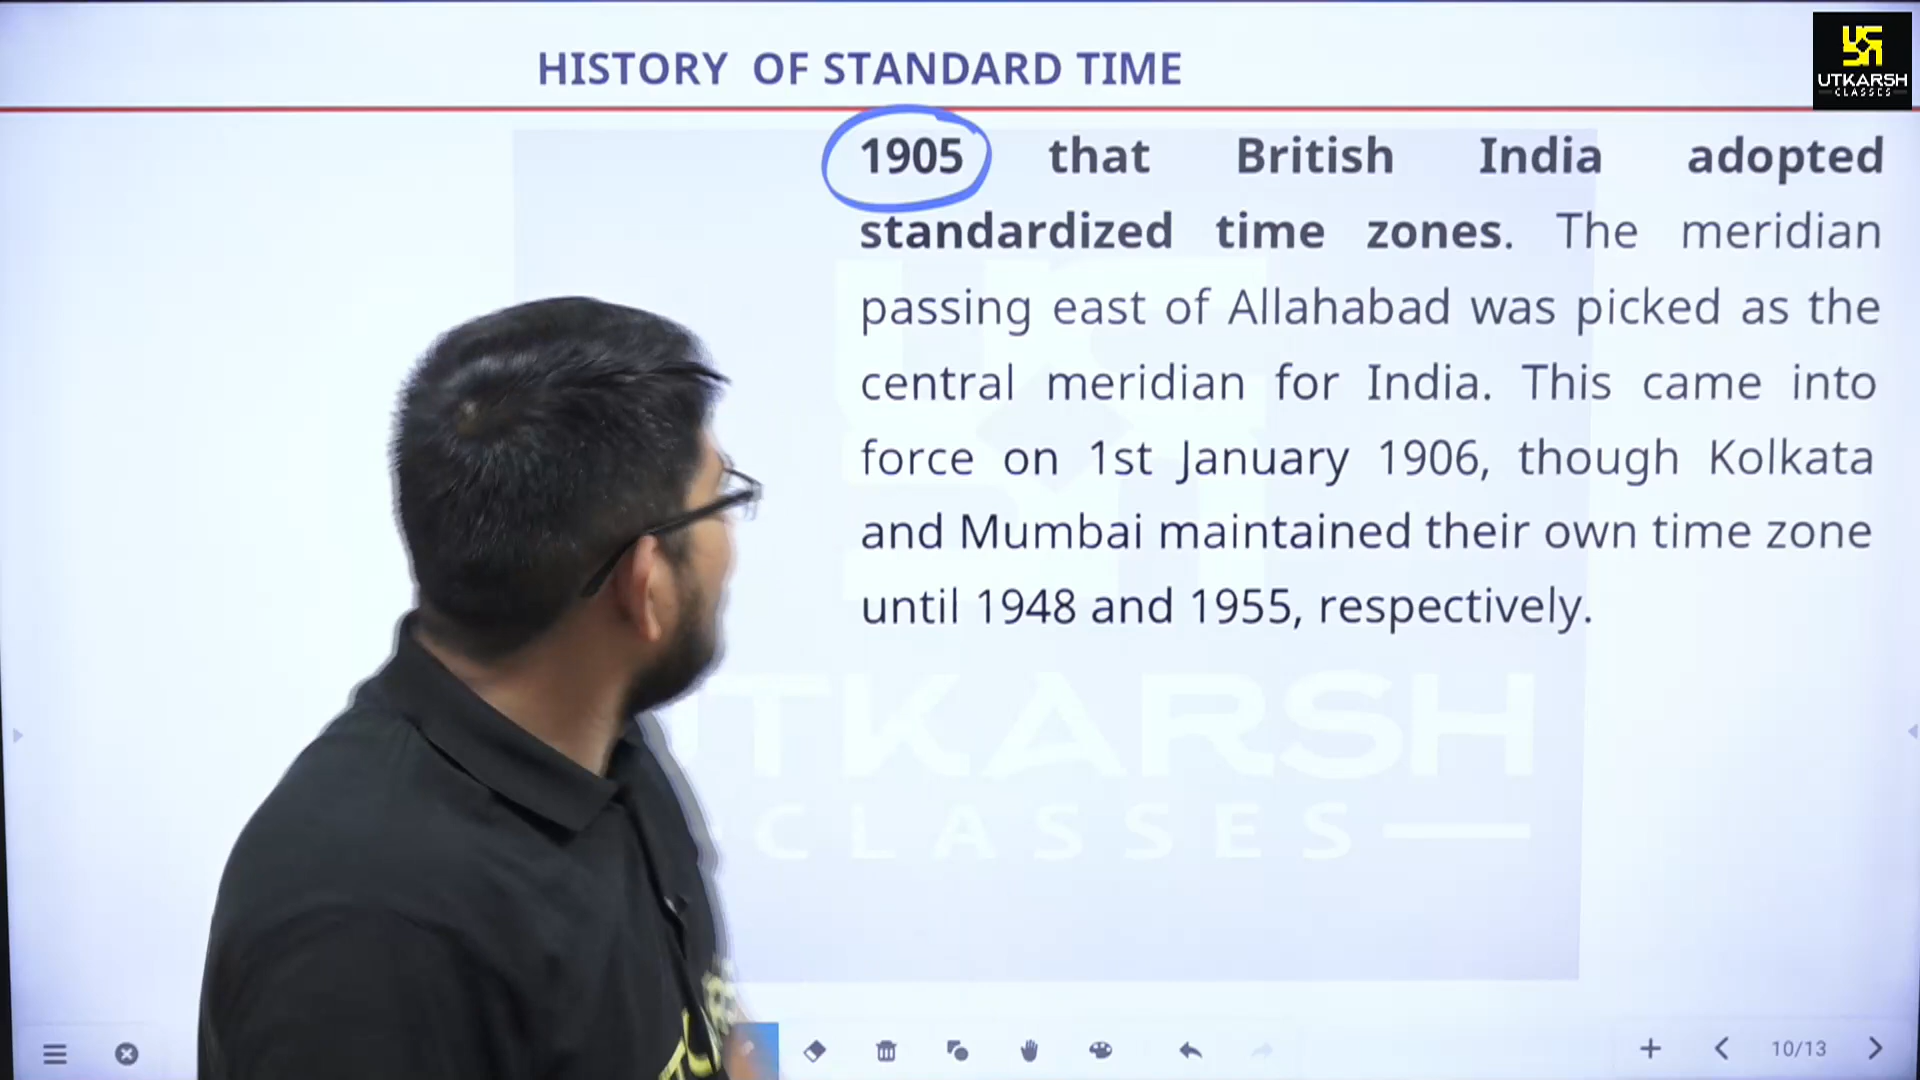 HISTORY OF STANDARD TIME
UTKARSH
CLASSES
1905 that British India adopted
standardized time zones. The meridian
passing east of Allahabad was picked as the
central meridian for India. This came into
force on 1st January 1906, though Kolkata
and Mumbai maintained their own time zone
until 1948 and 1955, respectively.
UTKARSH
CLASSES
10/13